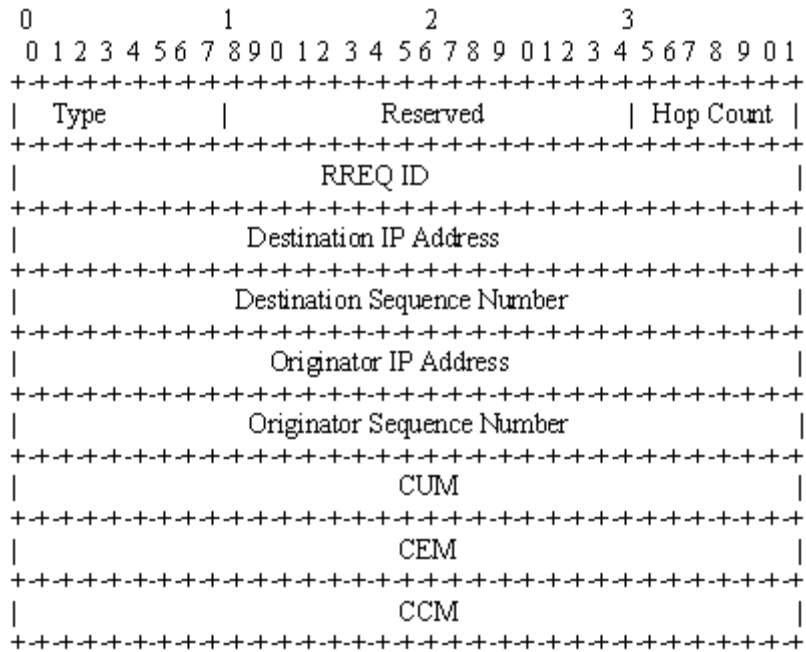 0 1 2 3
0 1 2 3 4 5 6 7 8 9 0 1 2 3 4 5 6 7 8 9 0 1 2 3 4 5 6 7 8 9 0 1
+-+-+-+-+-+-+-+-+-+-+-+-+-+-+-+-+-+-+-+-+-+-+-+-+-+-+-+-+-+-+-+-+
| Type | Reserved | Hop Count |
+-+-+-+-+-+-+-+-+-+-+-+-+-+-+-+-+-+-+-+-+-+-+-+-+-+-+-+-+-+-+-+-+
| RREQ ID |
+-+-+-+-+-+-+-+-+-+-+-+-+-+-+-+-+-+-+-+-+-+-+-+-+-+-+-+-+-+-+-+-+
| Destination IP Address |
+-+-+-+-+-+-+-+-+-+-+-+-+-+-+-+-+-+-+-+-+-+-+-+-+-+-+-+-+-+-+-+-+
| Destination Sequence Number |
+-+-+-+-+-+-+-+-+-+-+-+-+-+-+-+-+-+-+-+-+-+-+-+-+-+-+-+-+-+-+-+-+
| Originator IP Address |
+-+-+-+-+-+-+-+-+-+-+-+-+-+-+-+-+-+-+-+-+-+-+-+-+-+-+-+-+-+-+-+-+
| Originator Sequence Number |
+-+-+-+-+-+-+-+-+-+-+-+-+-+-+-+-+-+-+-+-+-+-+-+-+-+-+-+-+-+-+-+-+
| CUM |
+-+-+-+-+-+-+-+-+-+-+-+-+-+-+-+-+-+-+-+-+-+-+-+-+-+-+-+-+-+-+-+-+
| CEM |
+-+-+-+-+-+-+-+-+-+-+-+-+-+-+-+-+-+-+-+-+-+-+-+-+-+-+-+-+-+-+-+-+
| CCM |
+-+-+-+-+-+-+-+-+-+-+-+-+-+-+-+-+-+-+-+-+-+-+-+-+-+-+-+-+-+-+-+-+